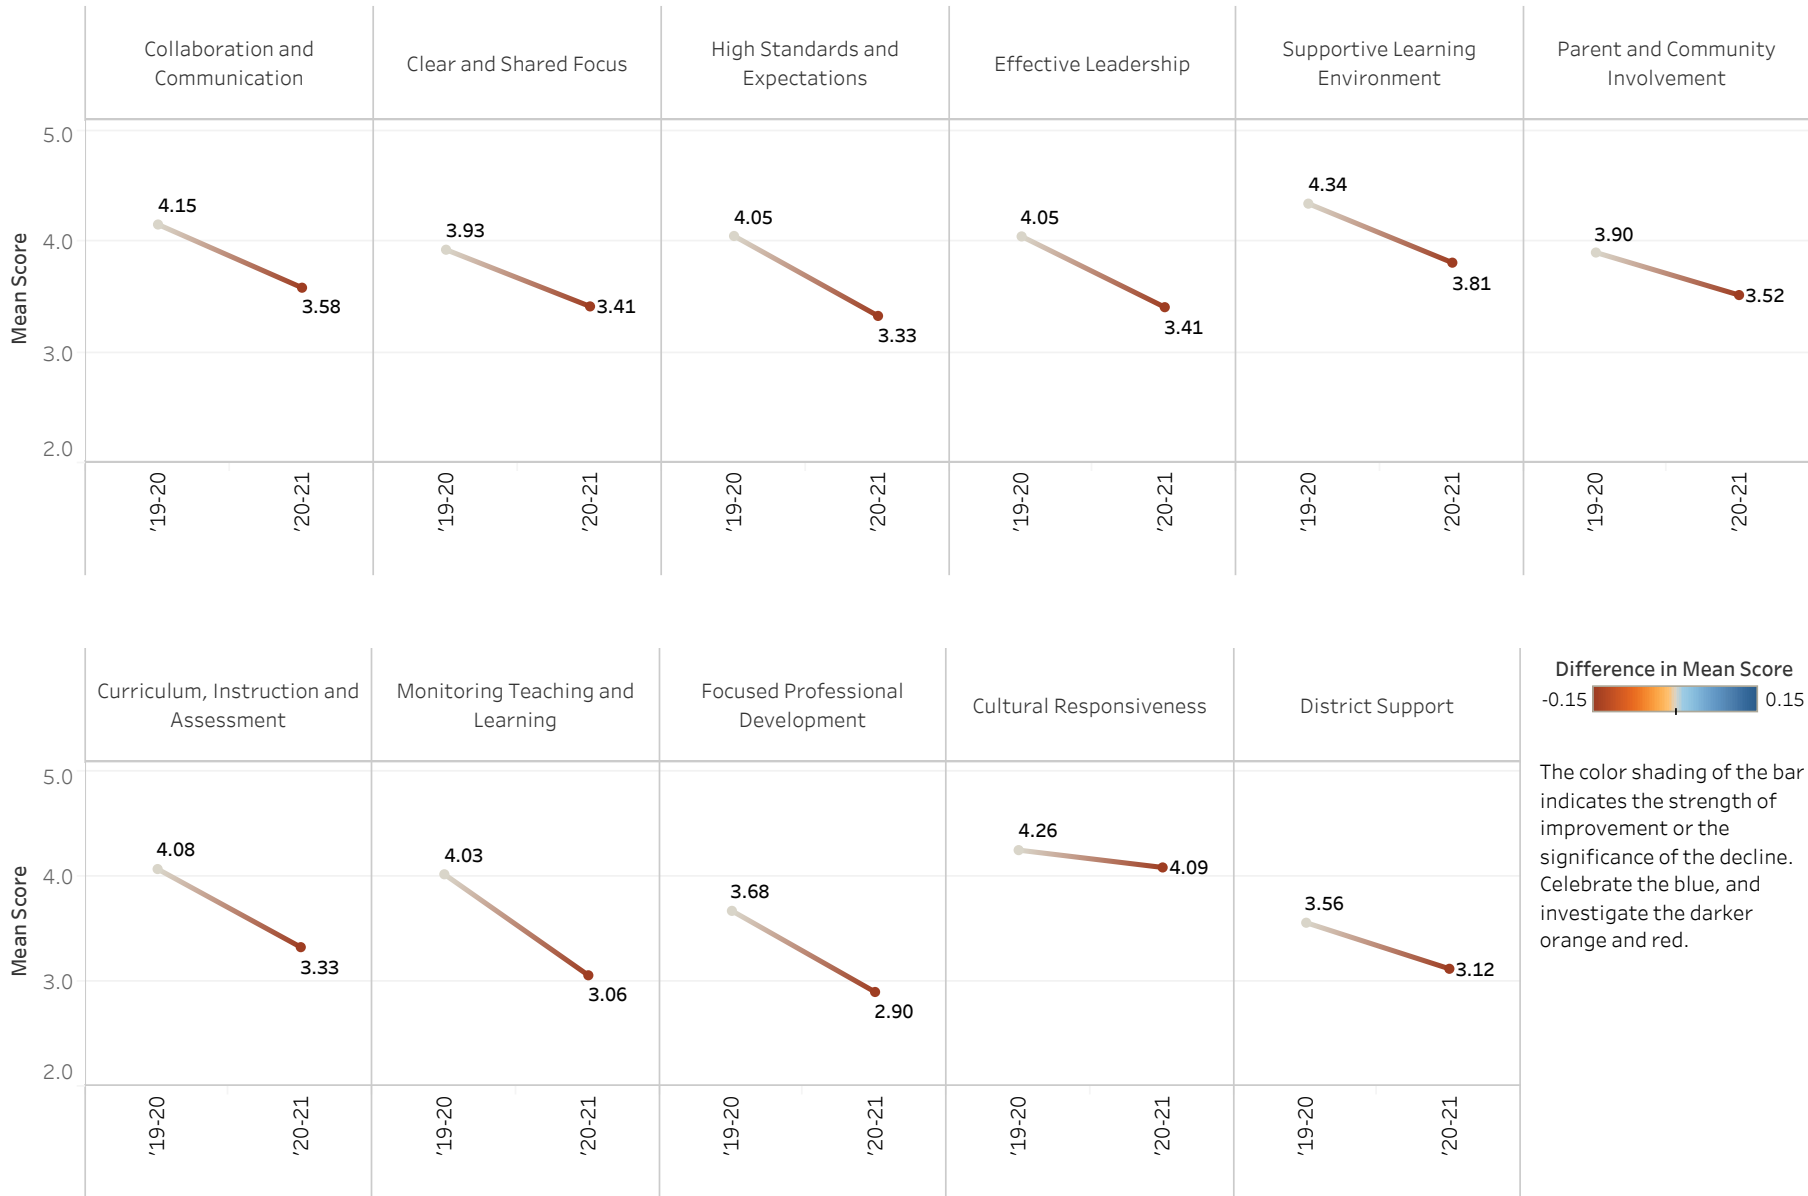 Collaboration and
Communication
Clear and Shared Focus
High Standards and
Expectations
Effective Leadership
Supportive Learning
Environment
Parent and Community
Involvement
Mean Score
5.0
4.0
3.0
2.0
4.15
3.58
3.93
3.41
4.05
3.33
4.05
3.41
4.34
3.81
3.90
3.52
'19-20
'20-21
'19-20
'20-21
'19-20
'20-21
'19-20
'20-21
'19-20
'20-21
'19-20
'20-21
Curriculum, Instruction and
Assessment
Monitoring Teaching and
Learning
Focused Professional
Development
Cultural Responsiveness
District Support
Mean Score
5.0
4.0
3.0
2.0
4.08
3.33
4.03
3.06
3.68
2.90
4.26
4.09
3.56
3.12
'19-20
'20-21
'19-20
'20-21
'19-20
'20-21
'19-20
'20-21
'19-20
'20-21
Difference in Mean Score
-0.15 0.15
The color shading of the bar
indicates the strength of
improvement or the
significance of the decline.
Celebrate the blue, and
investigate the darker
orange and red.